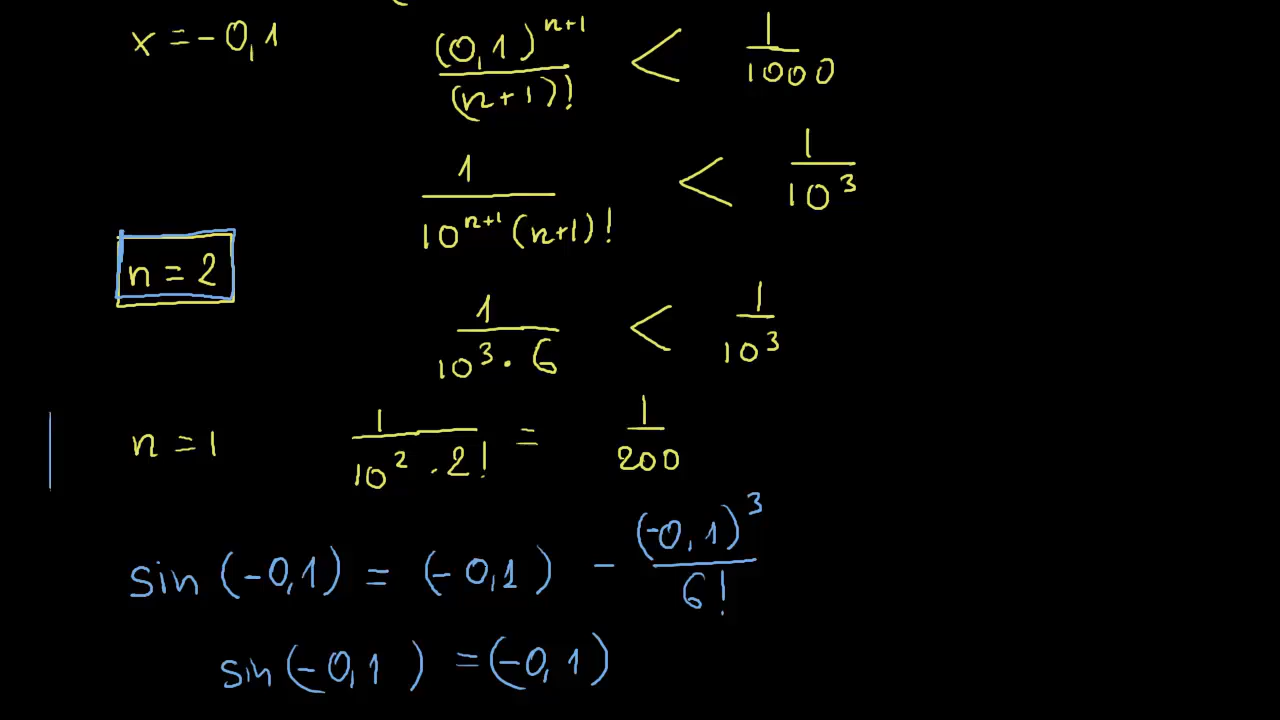 x = -0,1   (0,1)^(n+1) / (n+1)! < 1/1000
1 / (10^(n+1) (n+1)!) < 1/10^3
n = 2
1 / (10^3 · 6) < 1/10^3
n = 1   1 / (10^2 · 2!) = 1/200
sin (-0,1) = (-0,1) - (-0,1)^3 / 6!
sin (-0,1) = (-0,1)